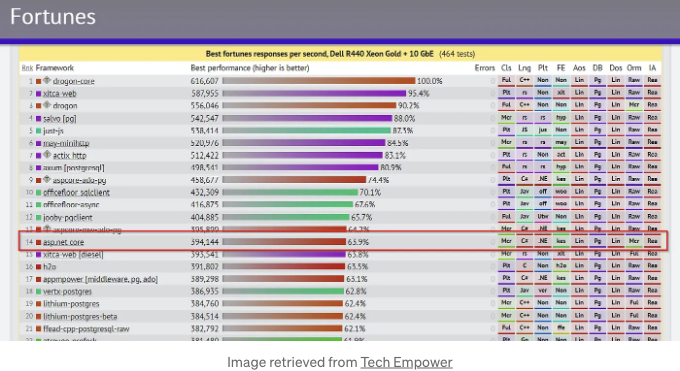 Fortunes
Best fortunes responses per second, Dell R440 Xeon Gold + 10 GbE (464 tests)
Rnk Framework Best performance (higher is better) Errors Cls Lng Plt FE Aos DB Dos Orm IA
1 drogon-core 616,607 100.0% Ful C++ Non Non Lin Pg Lin Raw Rea
2 xitca-web 587,955 95.4% Plt rs Non xit Lin Pg Lin Raw Rea
3 drogon 556,046 90.2% Ful C++ Non Non Lin Pg Lin Mcr Rea
4 salvo [pg] 542,547 88.0% Mcr rs rs hyp Lin Pg Lin Raw Rea
5 just-js 538,414 87.3% Plt JS jus Non Lin Pg Lin Raw Rea
6 may-minihttp 520,976 84.5% Mcr rs rs may Lin Pg Lin Raw Rea
7 actix http 512,422 83.1% Plt rs Non act Lin Pg Lin Raw Rea
8 axum [postgresql] 498,541 80.9% Ful rs rs hyp Lin Pg Lin Raw Rea
9 aspcore-ado-pg 458,677 74.4% Plt C# .NE kes Lin Pg Lin Raw Rea
10 officefloor sqlclient 432,309 70.1% Plt Jav off woo Lin Pg Lin Raw Rea
11 officefloor-async 416,875 67.6% Plt Jav off woo Lin Pg Lin Raw Rea
12 jooby-pgclient 404,885 65.7% Ful Jav Utw Non Lin Pg Lin Raw Rea
13 64.2%
14 asp.net core 394,144 63.9% Mcr C# .NE kes Lin Pg Lin Mcr Rea
15 xitca-web [diesel] 393,541 63.8% Mcr rs Non xit Lin Pg Lin Ful Rea
16 h2o 391,802 63.5% Plt C Non h2o Lin Pg Lin Raw Rea
17 appmpower [middleware, pg, ado] 389,298 63.1% Mcr C# .NE kes Lin Pg Lin Raw Rea
18 vertx-postgres 386,935 62.8% Plt Jav ver Non Lin Pg Lin Raw Rea
19 lithium-postgres 384,760 62.4% Mcr C++ Non Non Lin Pg Lin Ful Rea
20 lithium-postgres-beta 384,514 62.4% Mcr C++ Non Non Lin Pg Lin Ful Rea
21 ffead-cpp-postgresql-raw 382,792 62.1% Ful C++ Non ffe Lin Pg Lin Raw Rea
Image retrieved from Tech Empower